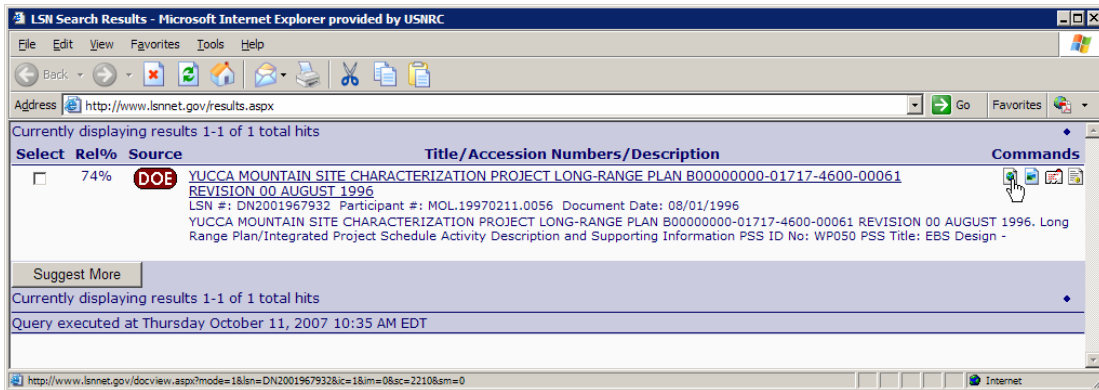 LSN Search Results - Microsoft Internet Explorer provided by USNRC
File Edit View Favorites Tools Help
Back
Address http://www.lsnnet.gov/results.aspx Go Favorites
Currently displaying results 1-1 of 1 total hits
Select Rel% Source Title/Accession Numbers/Description Commands
74% DOE YUCCA MOUNTAIN SITE CHARACTERIZATION PROJECT LONG-RANGE PLAN B00000000-01717-4600-00061
REVISION 00 AUGUST 1996
LSN #: DN2001967932 Participant #: MOL.19970211.0056 Document Date: 08/01/1996
YUCCA MOUNTAIN SITE CHARACTERIZATION PROJECT LONG-RANGE PLAN B00000000-01717-4600-00061 REVISION 00 AUGUST 1996. Long
Range Plan/Integrated Project Schedule Activity Description and Supporting Information PSS ID No: WP050 PSS Title: EBS Design -
Suggest More
Currently displaying results 1-1 of 1 total hits
Query executed at Thursday October 11, 2007 10:35 AM EDT
http://www.lsnnet.gov/docview.aspx?mode=1&lsn=DN2001967932&ic=1&im=0&sc=2210&sm=0 Internet